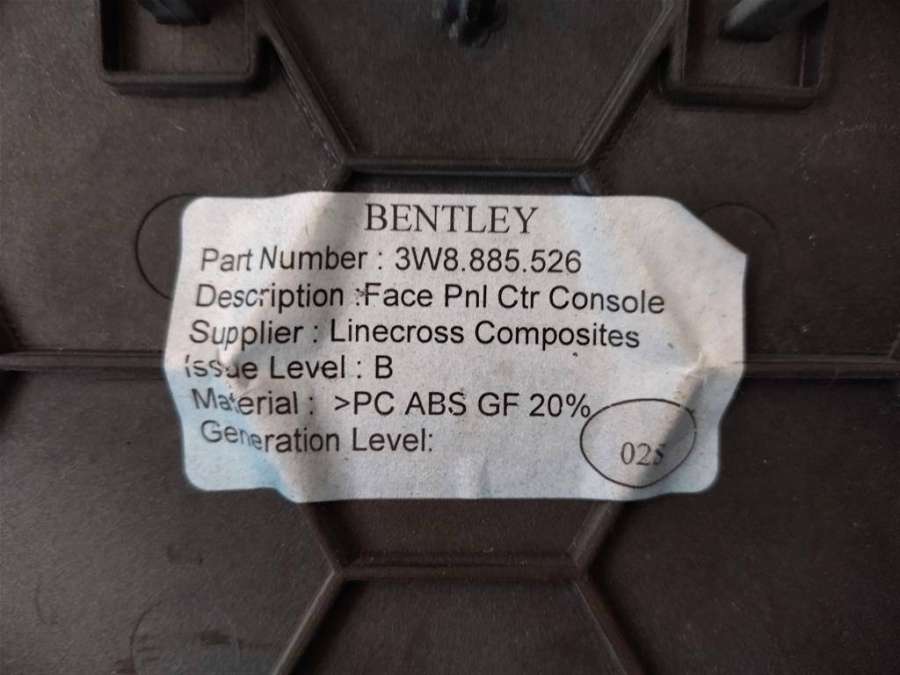 BENTLEY
Part Number : 3W8.885.526
Description :Face Pnl Ctr Console
Supplier : Linecross Composites
Issue Level : B
Material : >PC ABS GF 20%
Generation Level:
025